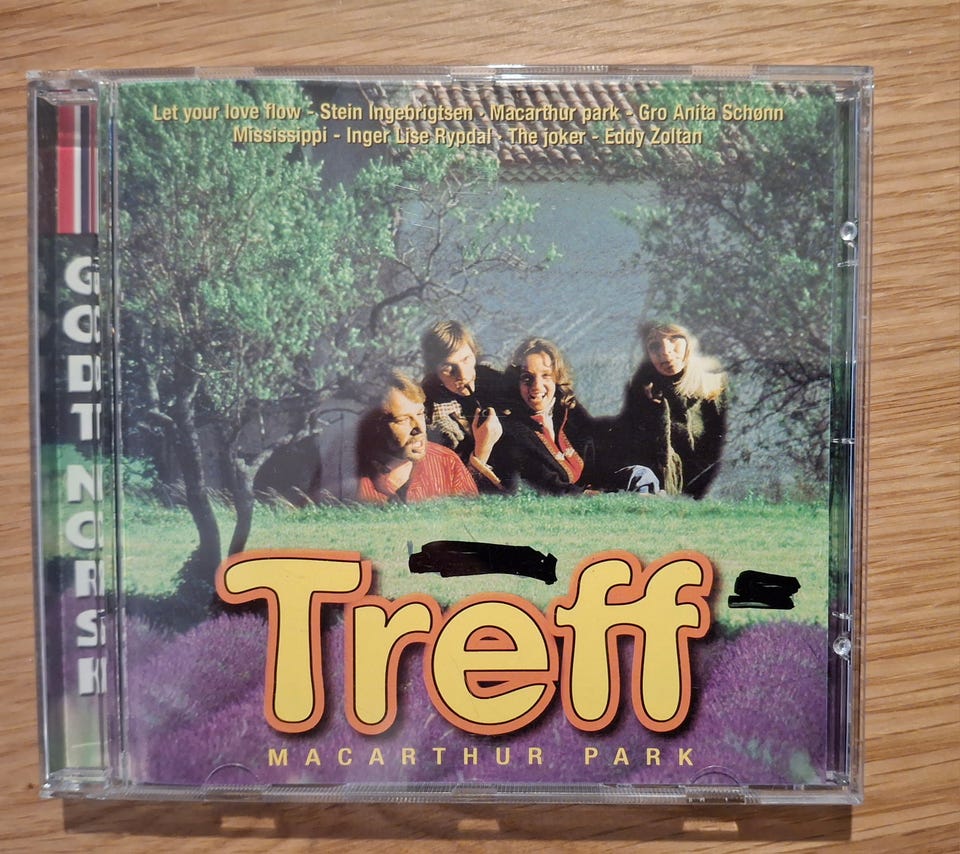 Let your love flow - Stein Ingebrigtsen - Macarthur park - Gro Anita Schønn
Mississippi - Inger Lise Rypdal - The joker - Eddy Zoltan
GODT NORSK
Treff
MACARTHUR PARK